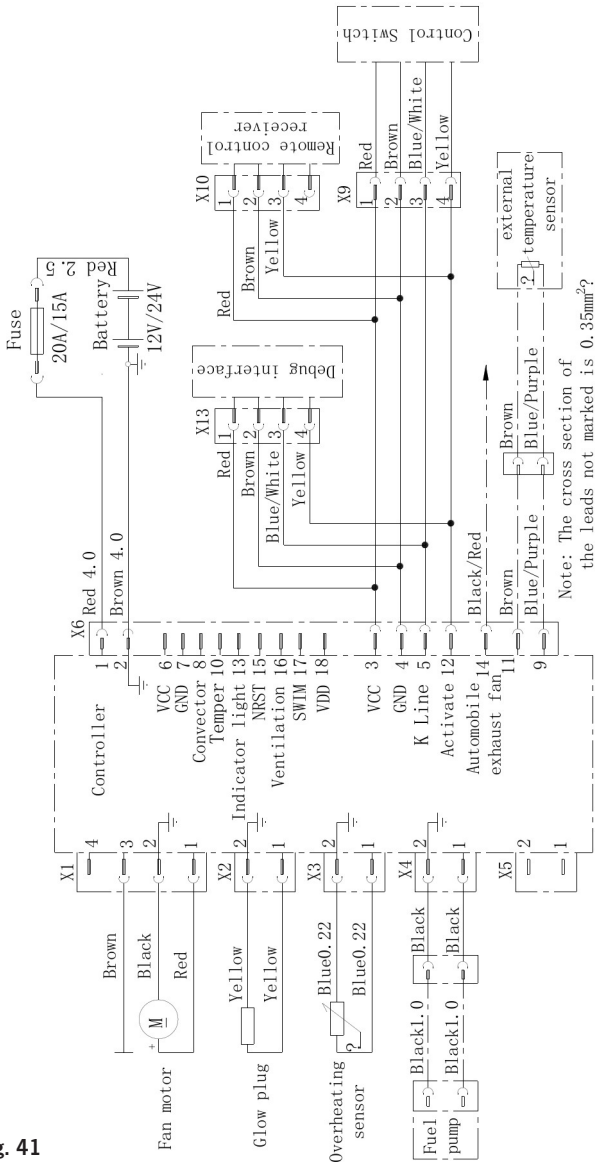 Fuse
20A/15A
Red 2.5
Battery
12V/24V
Red 4.0
Brown 4.0
X6
1
2
Controller
6 VCC
7 GND
8 Convector
10 Temper
13 Indicator light
15 NRST
16 Ventilation
17 SWIM
18 VDD
3 VCC
4 GND
5 K Line
12 Activate
14 Automobile
exhaust fan
11
9
X13
1 Red
2 Brown
3 Blue/White
4 Yellow
Debug interface
X10
1 Red
2 Brown
3 Yellow
4
Remote control
receiver
X9
1 Red
2 Brown
3 Blue/White
4 Yellow
Control Switch
Black/Red
Brown
Blue/Purple
Brown
Blue/Purple
external
temperature
sensor
?
Note: The cross section of
the leads not marked is 0.35mm²?
X1
4
3 Brown
2 Black
1 Red
M
+
Fan motor
X2
2 Yellow
1 Yellow
Glow plug
X3
2 Blue0.22
1 Blue0.22
?
Overheating
sensor
X4
2 Black
1 Black
Black1.0
Black1.0
Fuel
pump
X5
2
1
g. 41